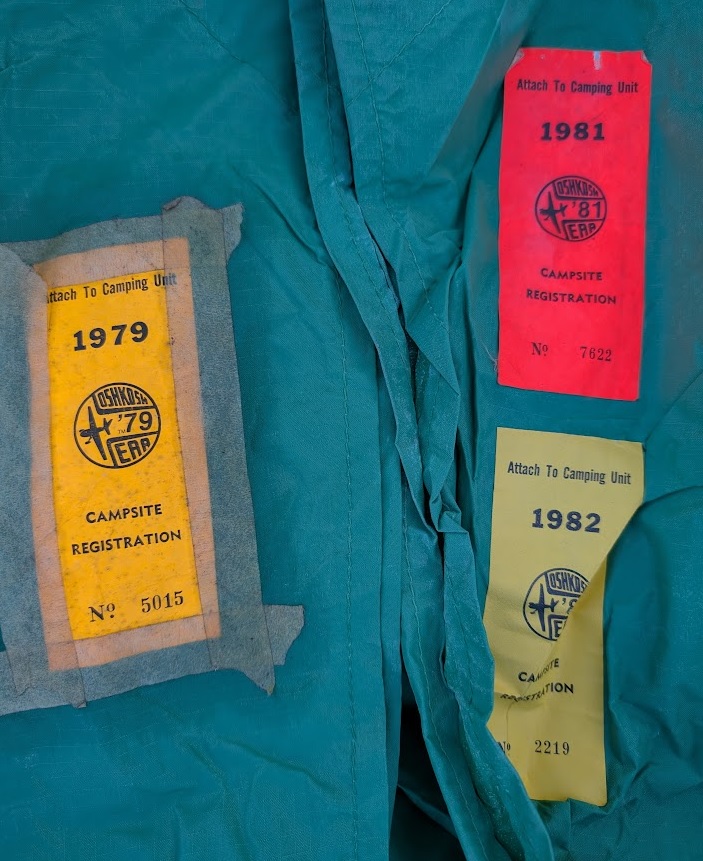 Attach To Camping Unit
1979
OSHKOSH
'79
EAA
CAMPSITE
REGISTRATION
Nº 5015
Attach To Camping Unit
1981
OSHKOSH
'81
EAA
CAMPSITE
REGISTRATION
Nº 7622
Attach To Camping Unit
1982
OSHKOSH
CAMPSITE
REGISTRATION
Nº 2219